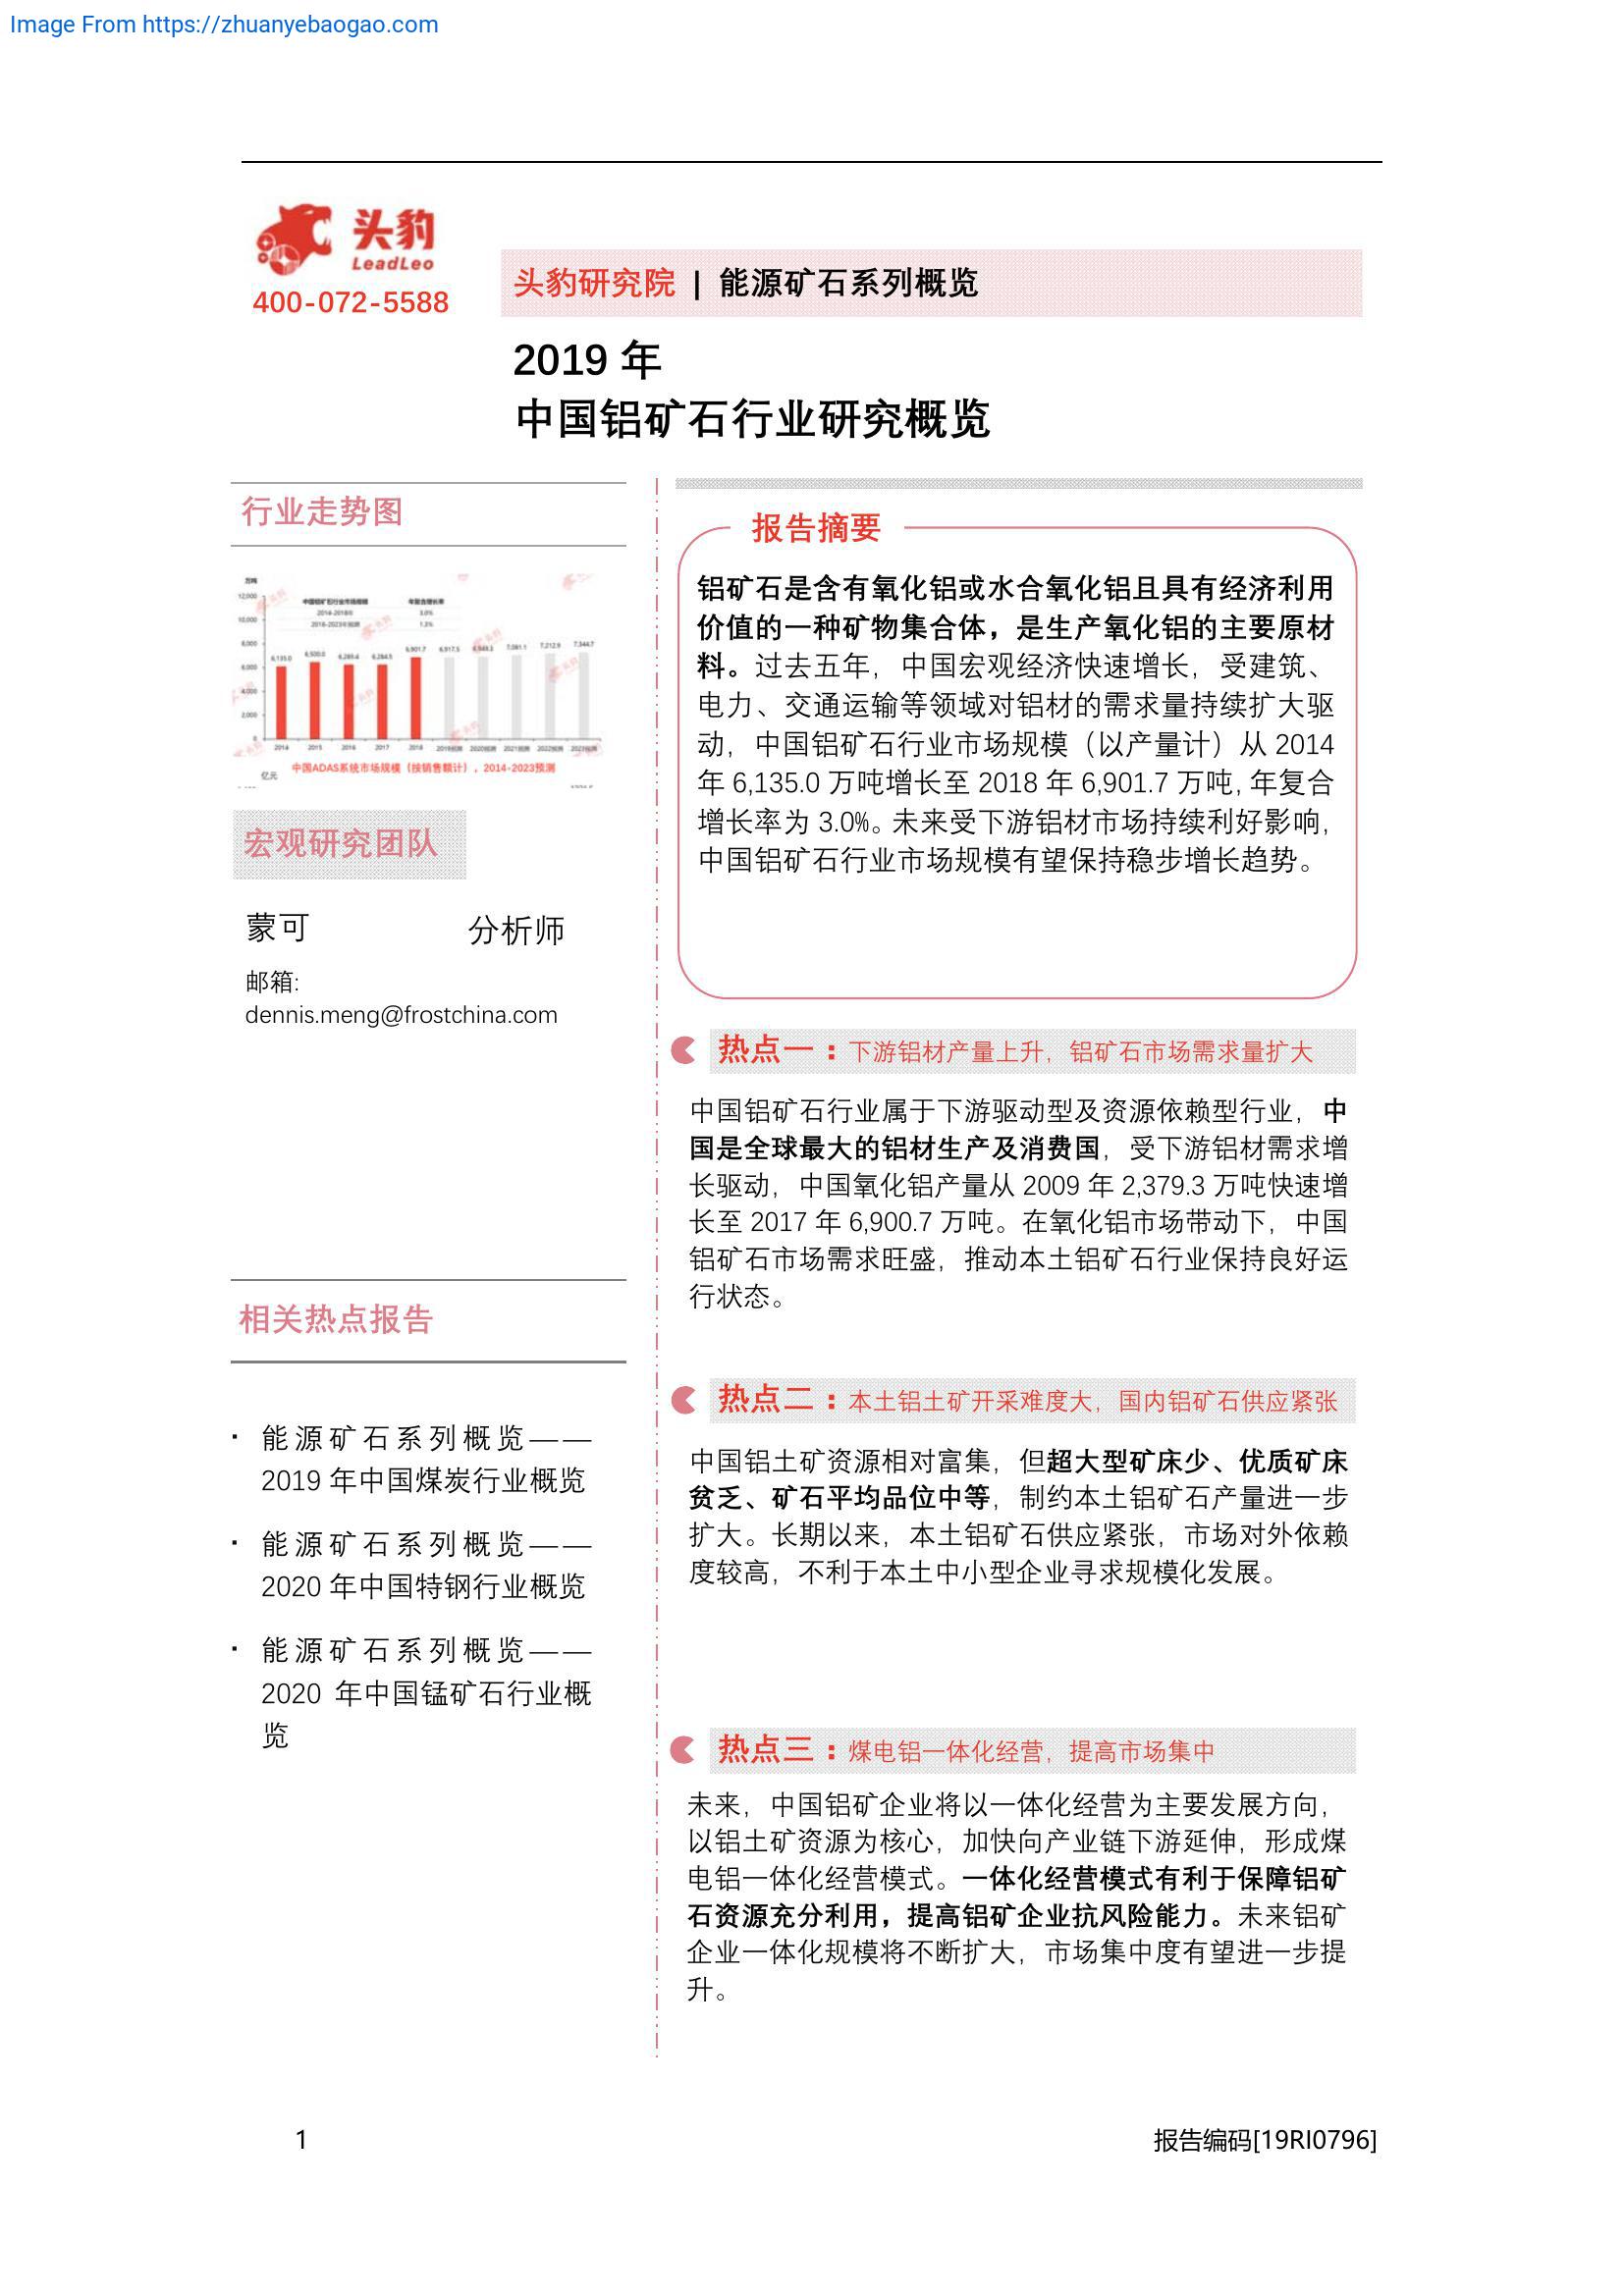 Image From https://zhuanyebaogao.com
头豹
LeadLeo
400-072-5588
头豹研究院 | 能源矿石系列概览
2019 年
中国铝矿石行业研究概览
行业走势图
万吨
中国铝矿石行业市场规模 年复合增长率
2014-2018年 3.0%
2018-2023年预测 1.3%
12,000
10,000
8,000
6,000
4,000
2,000
0
6,135.0
6,289.4
6,284.5
6,901.7
6,917.5
7,081.1
7,212.9
7,344.7
2014 2015 2016 2017 2018 2019预测 2020预测 2021预测 2022预测 2023预测
中国ADAS系统市场规模（按销售额计），2014-2023预测
亿元
宏观研究团队
蒙可 分析师
邮箱:
dennis.meng@frostchina.com
相关热点报告
· 能源矿石系列概览——
2019 年中国煤炭行业概览
· 能源矿石系列概览——
2020 年中国特钢行业概览
· 能源矿石系列概览——
2020 年中国锰矿石行业概
览
报告摘要
铝矿石是含有氧化铝或水合氧化铝且具有经济利用
价值的一种矿物集合体，是生产氧化铝的主要原材
料。过去五年，中国宏观经济快速增长，受建筑、
电力、交通运输等领域对铝材的需求量持续扩大驱
动，中国铝矿石行业市场规模（以产量计）从 2014
年 6,135.0 万吨增长至 2018 年 6,901.7 万吨，年复合
增长率为 3.0%。未来受下游铝材市场持续利好影响，
中国铝矿石行业市场规模有望保持稳步增长趋势。
热点一：下游铝材产量上升，铝矿石市场需求量扩大
中国铝矿石行业属于下游驱动型及资源依赖型行业，中
国是全球最大的铝材生产及消费国，受下游铝材需求增
长驱动，中国氧化铝产量从 2009 年 2,379.3 万吨快速增
长至 2017 年 6,900.7 万吨。在氧化铝市场带动下，中国
铝矿石市场需求旺盛，推动本土铝矿石行业保持良好运
行状态。
热点二：本土铝土矿开采难度大，国内铝矿石供应紧张
中国铝土矿资源相对富集，但超大型矿床少、优质矿床
贫乏、矿石平均品位中等，制约本土铝矿石产量进一步
扩大。长期以来，本土铝矿石供应紧张，市场对外依赖
度较高，不利于本土中小型企业寻求规模化发展。
热点三：煤电铝一体化经营，提高市场集中
未来，中国铝矿企业将以一体化经营为主要发展方向，
以铝土矿资源为核心，加快向产业链下游延伸，形成煤
电铝一体化经营模式。一体化经营模式有利于保障铝矿
石资源充分利用，提高铝矿企业抗风险能力。未来铝矿
企业一体化规模将不断扩大，市场集中度有望进一步提
升。
1
报告编码[19RI0796]